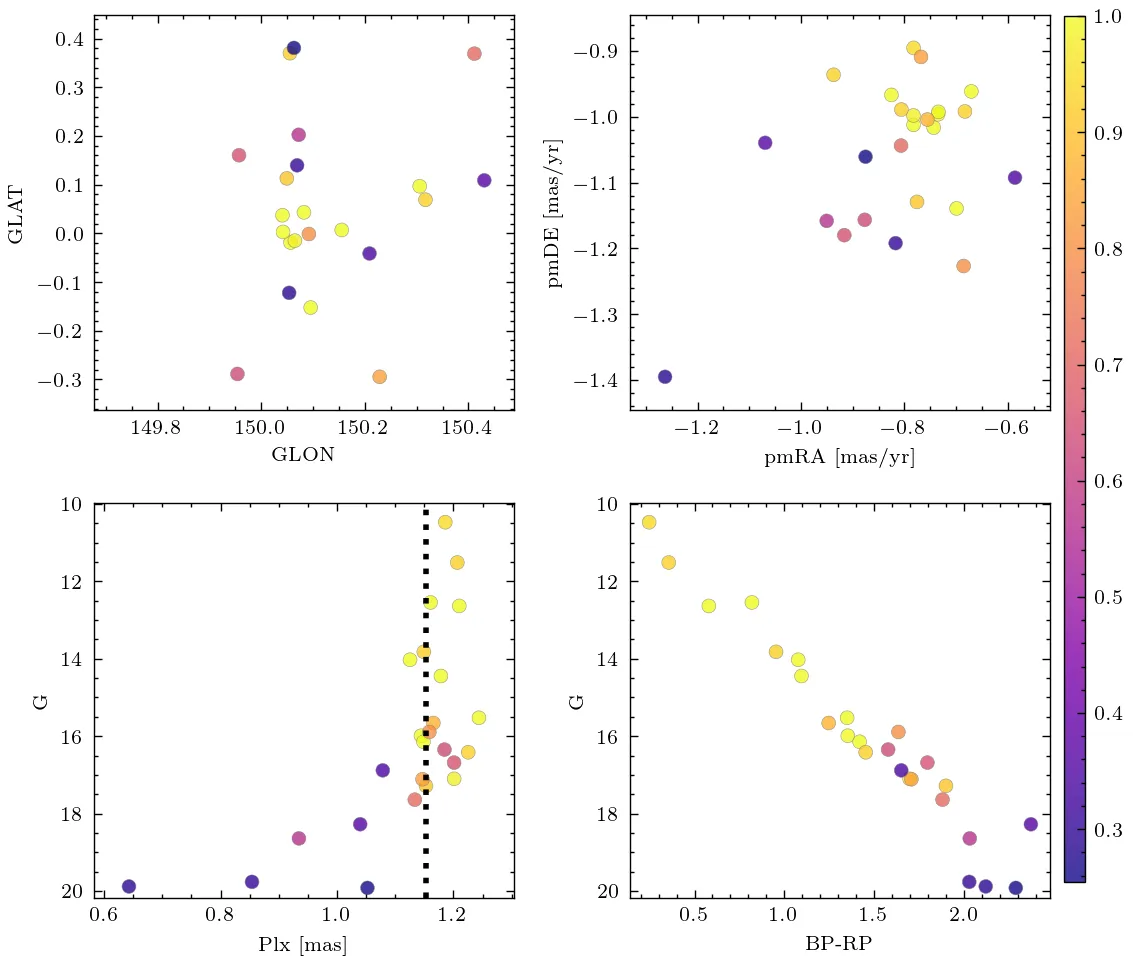 0.4
0.3
0.2
0.1
0.0
−0.1
−0.2
−0.3
GLAT
149.8 150.0 150.2 150.4
GLON
−0.9
−1.0
−1.1
−1.2
−1.3
−1.4
pmDE [mas/yr]
−1.2 −1.0 −0.8 −0.6
pmRA [mas/yr]
1.0
0.9
0.8
0.7
0.6
0.5
0.4
0.3
10
12
14
16
18
20
G
0.6 0.8 1.0 1.2
Plx [mas]
10
12
14
16
18
20
G
0.5 1.0 1.5 2.0
BP-RP